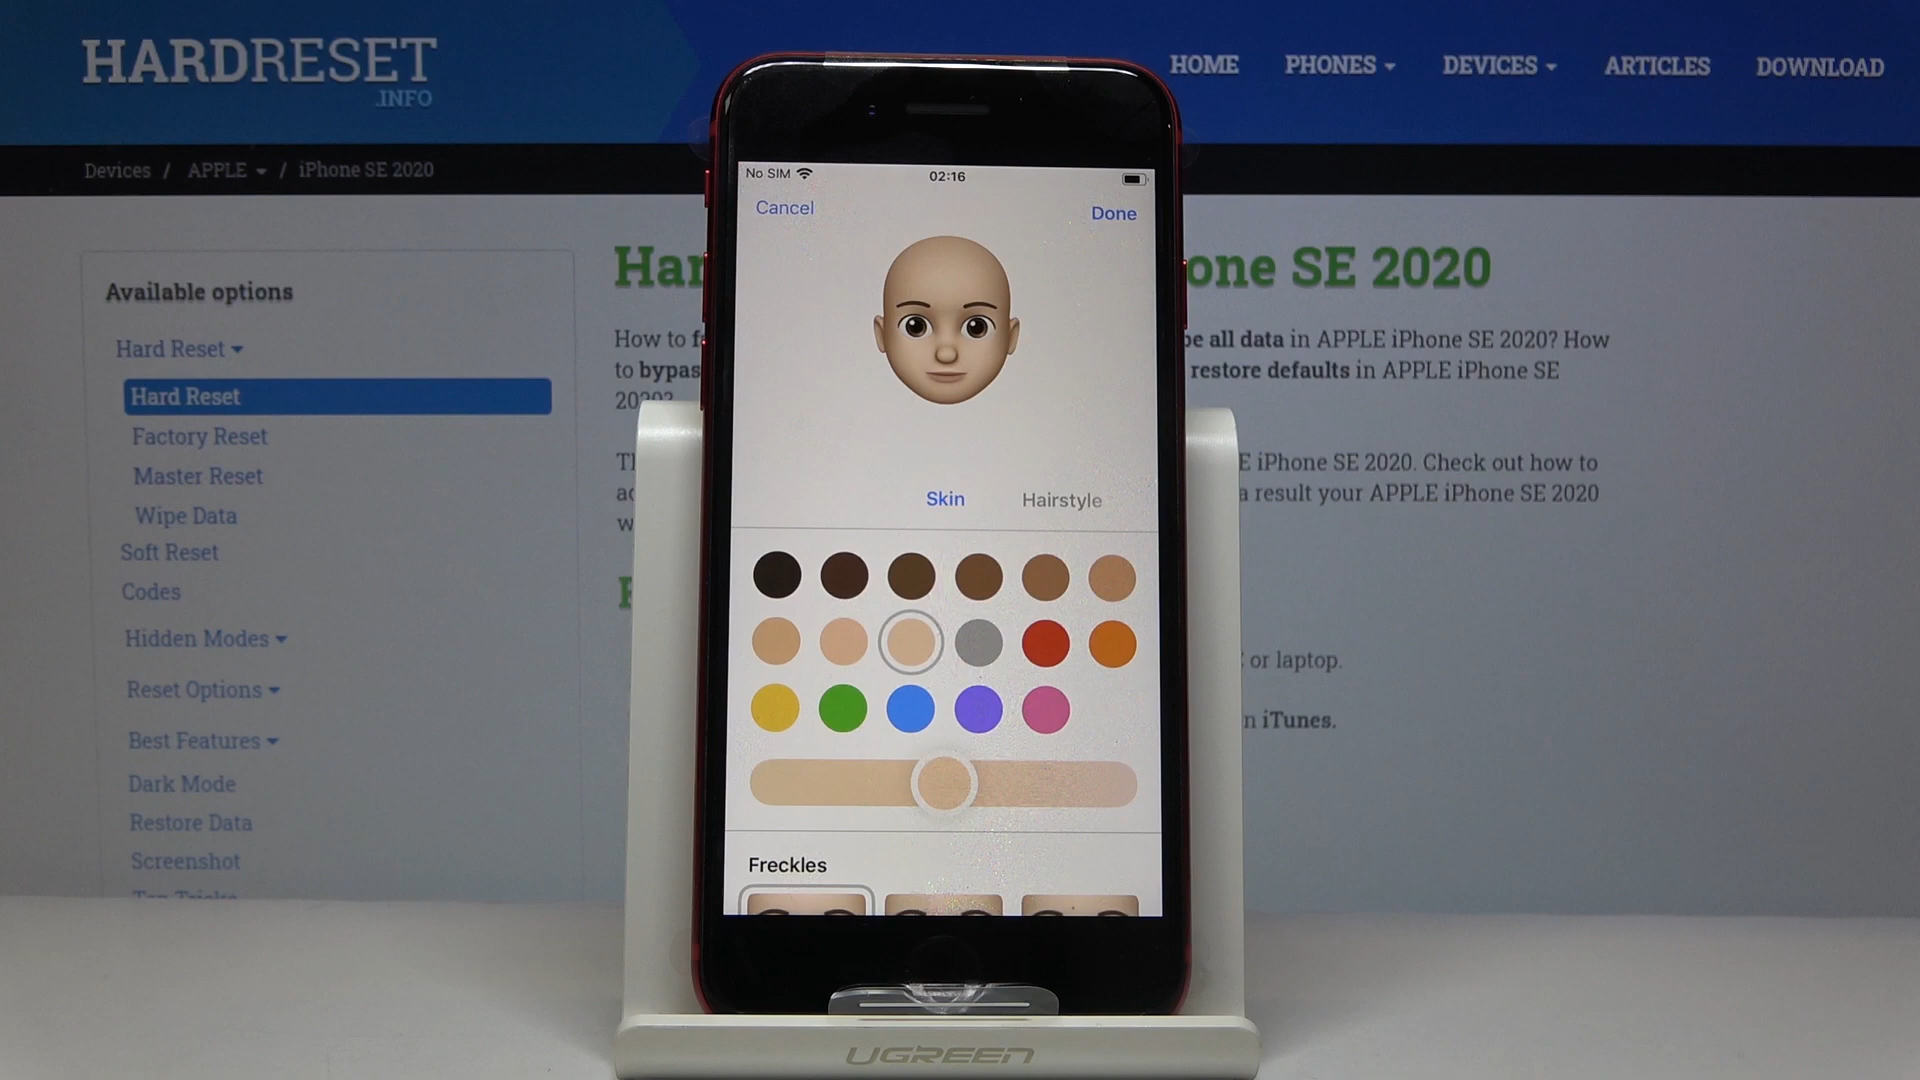 HARDRESET
.INFO
HOME PHONES DEVICES ARTICLES DOWNLOAD
Devices / APPLE / iPhone SE 2020
Available options
Hard Reset
Hard Reset
Factory Reset
Master Reset
Wipe Data
Soft Reset
Codes
Hidden Modes
Reset Options
Best Features
Dark Mode
Restore Data
Screenshot
Har one SE 2020
How to all data in APPLE iPhone SE 2020? How
to bypas restore defaults in APPLE iPhone SE
2020?
iPhone SE 2020. Check out how to
a result your APPLE iPhone SE 2020
or laptop.
n iTunes.
No SIM 02:16
Cancel Done
Skin Hairstyle
Freckles
UGREEN